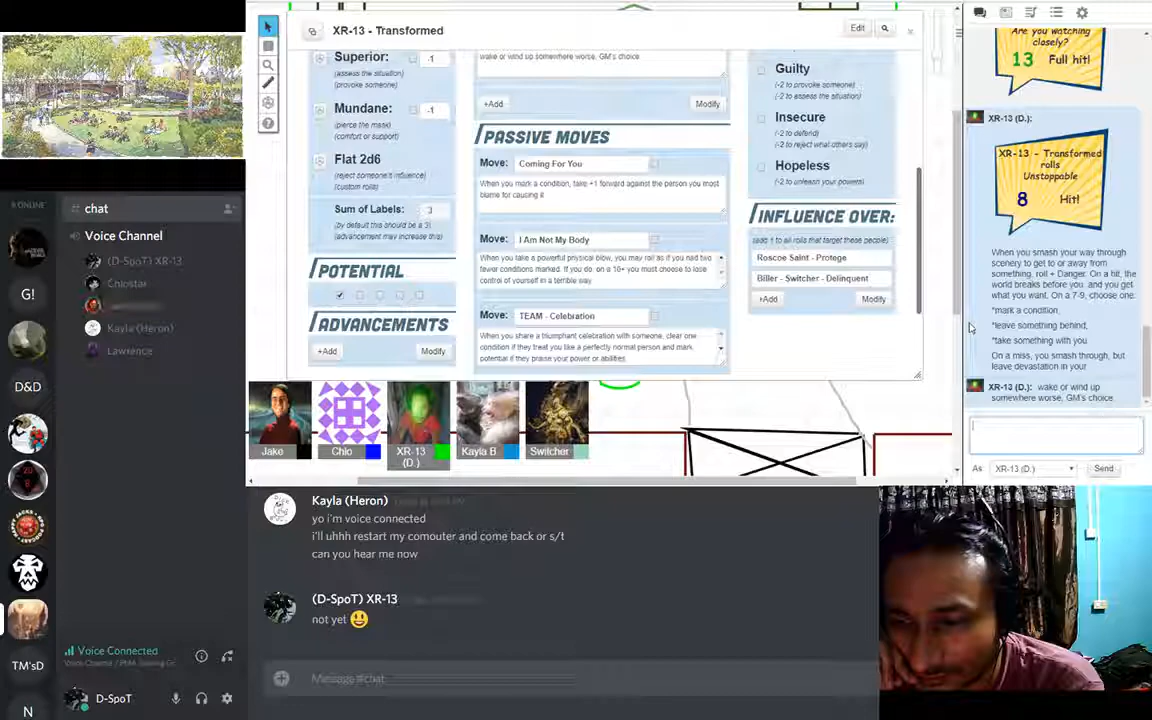 8 ONLINE
G!
D&D
TM'sD
N
# chat
Voice Channel
(D-SpoT) XR-13
Chlostar
Kayla (Heron)
Lawrence
Voice Connected
D-SpoT
XR-13 - Transformed
Edit
Superior:
-1
(assess the situation)
(provoke someone)
Mundane:
-1
(pierce the mask)
(comfort or support)
Flat 2d6
(reject someone's influence)
(custom rolls)
Sum of Labels:
3
(by default this should be a 3)
(advancement may increase this)
POTENTIAL
ADVANCEMENTS
+Add
Modify
wake or wind up somewhere worse, GM's choice
+Add
Modify
PASSIVE MOVES
Move:
Coming For You
When you mark a condition, take +1 forward against the person you most
blame for causing it
Move:
I Am Not My Body
When you take a powerful physical blow, you may roll as if you had two
fewer conditions marked. If you do, on a 10+ you must choose to lose
control of yourself in a terrible way
Move:
TEAM - Celebration
When you share a triumphant celebration with someone, clear one
condition if they treat you like a perfectly normal person and mark
potential if they praise your power or abilities
Guilty
(-2 to provoke someone)
(-2 to assess the situation)
Insecure
(-2 to defend)
(-2 to reject what others say)
Hopeless
(-2 to unleash your powers)
INFLUENCE OVER:
(add 1 to all rolls that target these people)
Roscoe Saint - Protege
Biller - Switcher - Delinquent
+Add
Modify
Jake
Chlo
XR-13
(D.)
Kayla B
Switcher
Are you watching
closely?
13
Full hit!
XR-13 (D.):
XR-13 - Transformed
rolls
Unstoppable
8
Hit!
When you smash your way through
scenery to get to or away from
something, roll + Danger. On a hit, the
world breaks before you, and you get
what you want. On a 7-9, choose one:
*mark a condition,
*leave something behind,
*take something with you
On a miss, you smash through, but
leave devastation in your
XR-13 (D.): wake or wind up
somewhere worse, GM's choice.
As
XR-13 (D.)
Send
Kayla (Heron)
yo i'm voice connected
i'll uhhh restart my comouter and come back or s/t
can you hear me now
(D-SpoT) XR-13
not yet 😃
Message #chat